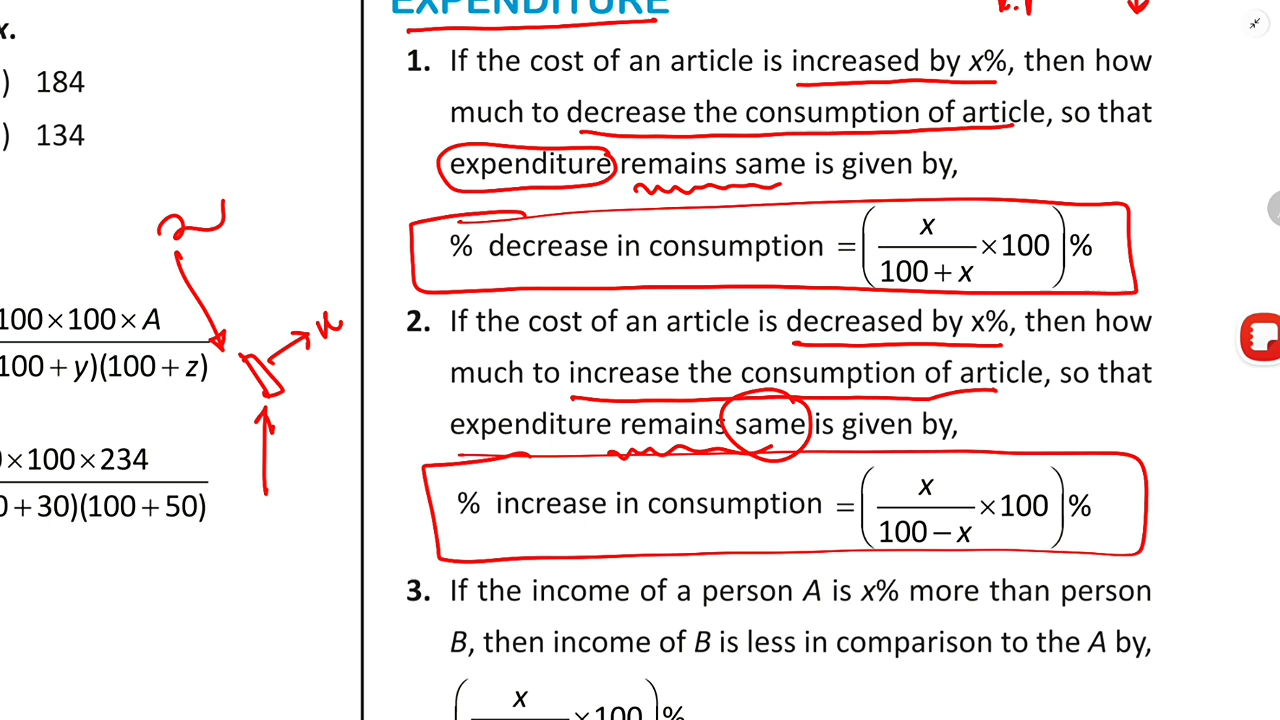 x.
) 184
) 134
100×100×A
100 + y)(100 + z)
0×100×234
0 + 30)(100 + 50)
x
EXPENDITURE
1. If the cost of an article is increased by x%, then how
much to decrease the consumption of article, so that
expenditure remains same is given by,
% decrease in consumption = (x/100 + x × 100)%
2. If the cost of an article is decreased by x%, then how
much to increase the consumption of article, so that
expenditure remains same is given by,
% increase in consumption = (x/100 – x × 100)%
3. If the income of a person A is x% more than person
B, then income of B is less in comparison to the A by,
(x × 100)%